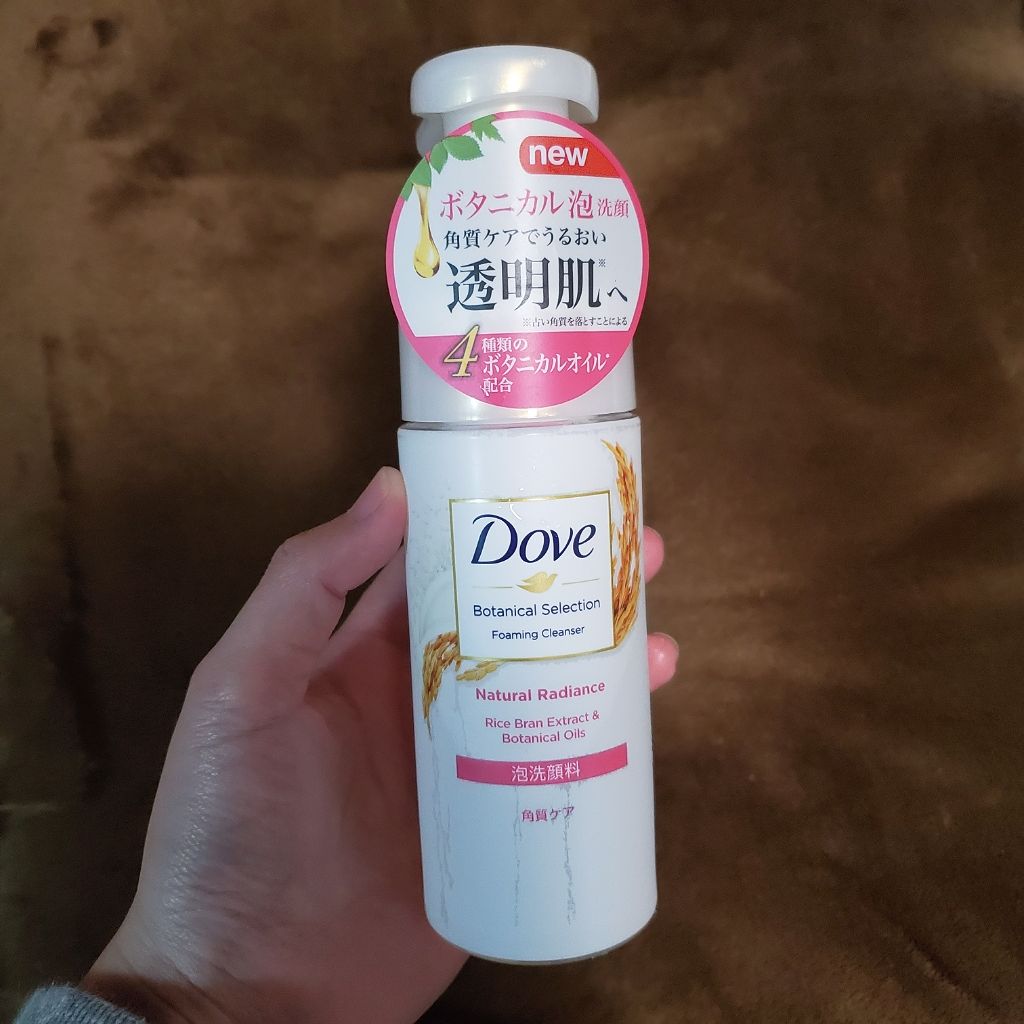 new
ボタニカル泡洗顔
角質ケアでうるおい
透明肌※へ
※古い角質を落とすことによる
4種類の
ボタニカルオイル*
配合
Dove
Botanical Selection
Foaming Cleanser
Natural Radiance
Rice Bran Extract &
Botanical Oils
泡洗顔料
角質ケア